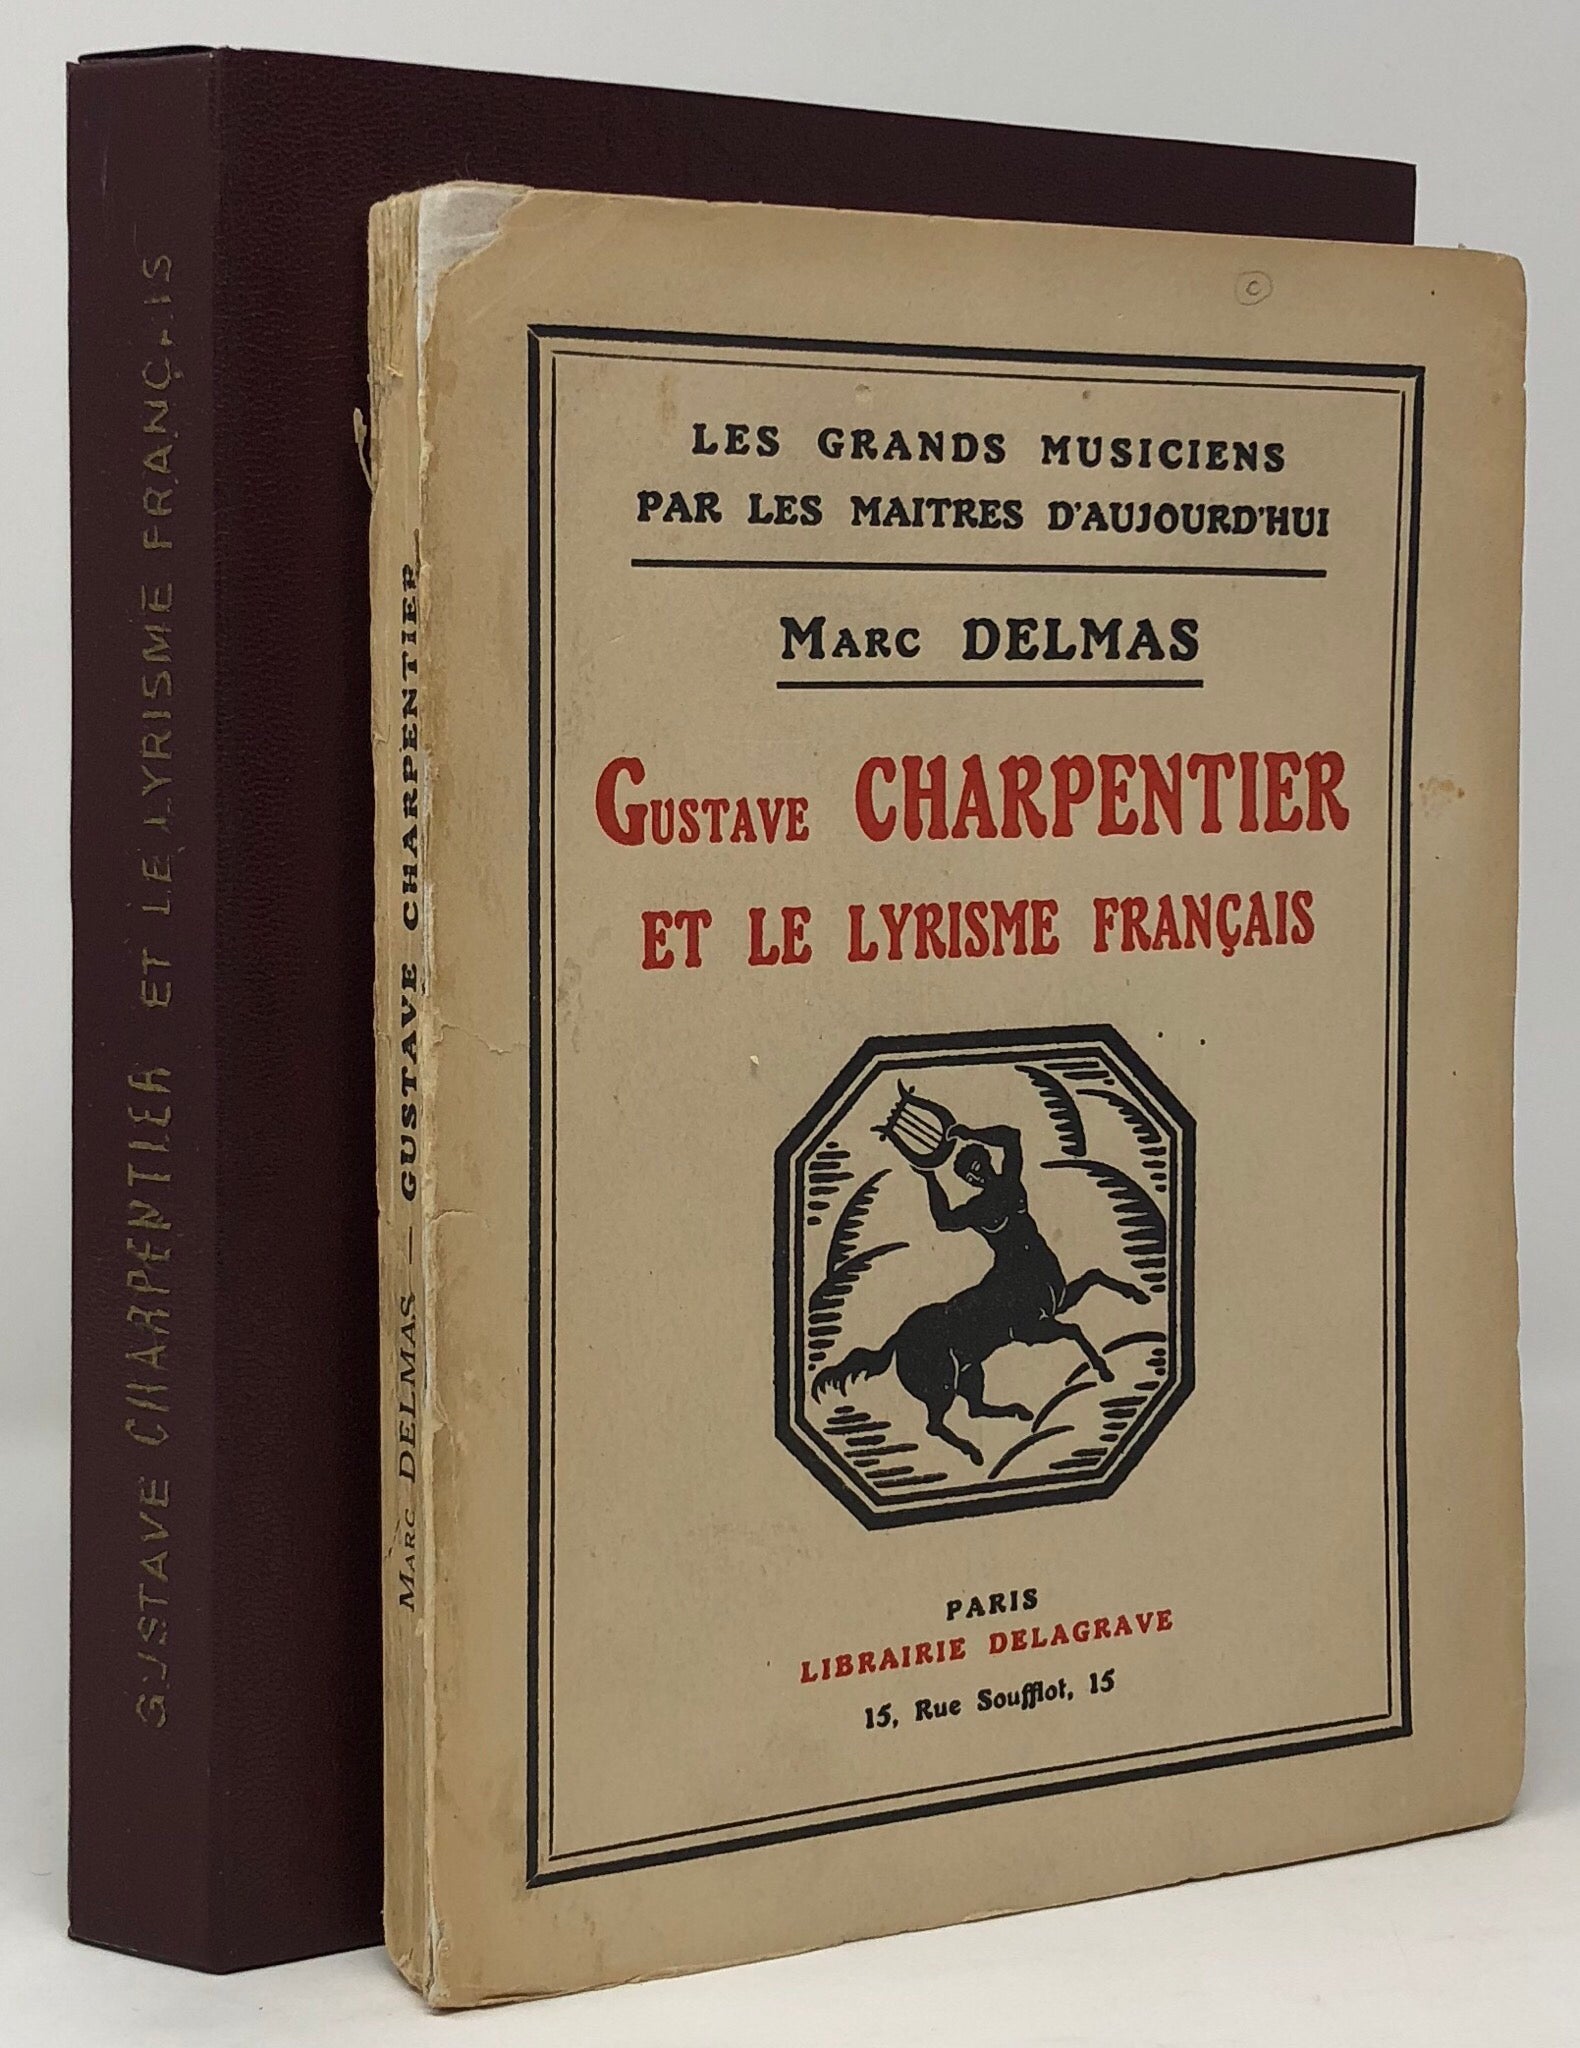 GUSTAVE CHARPENTIER ET LE LYRISME FRANÇAIS
MARC DELMAS — GUSTAVE CHARPENTIER
C
LES GRANDS MUSICIENS
PAR LES MAITRES D'AUJOURD'HUI
MARC DELMAS
GUSTAVE CHARPENTIER
ET LE LYRISME FRANÇAIS
PARIS
LIBRAIRIE DELAGRAVE
15, Rue Soufflot, 15